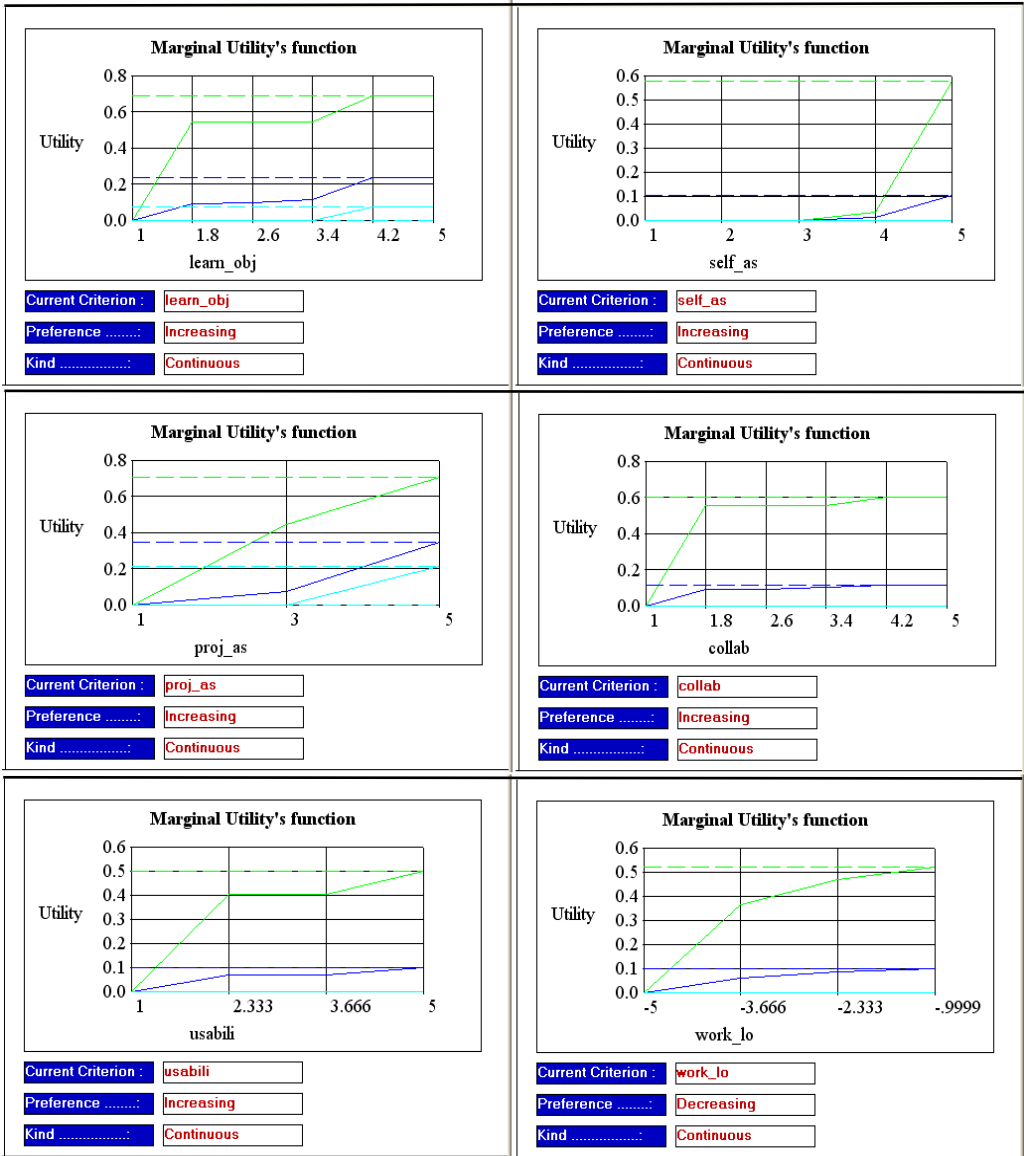 Marginal Utility's function
0.8
0.6
Utility
0.4
0.2
0.0
1 1.8 2.6 3.4 4.2 5
learn_obj
Current Criterion : learn_obj
Preference ........: Increasing
Kind .................: Continuous
Marginal Utility's function
0.6
0.5
0.4
Utility
0.3
0.2
0.1
0.0
1 2 3 4 5
self_as
Current Criterion : self_as
Preference ........: Increasing
Kind .................: Continuous
Marginal Utility's function
0.8
0.6
Utility
0.4
0.2
0.0
1 3 5
proj_as
Current Criterion : proj_as
Preference ........: Increasing
Kind .................: Continuous
Marginal Utility's function
0.8
0.6
Utility
0.4
0.2
0.0
1 1.8 2.6 3.4 4.2 5
collab
Current Criterion : collab
Preference ........: Increasing
Kind .................: Continuous
Marginal Utility's function
0.6
0.5
0.4
Utility
0.3
0.2
0.1
0.0
1 2.333 3.666 5
usabili
Current Criterion : usabili
Preference ........: Increasing
Kind .................: Continuous
Marginal Utility's function
0.6
0.5
0.4
Utility
0.3
0.2
0.1
0.0
-5 -3.666 -2.333 -.9999
work_lo
Current Criterion : work_lo
Preference ........: Decreasing
Kind .................: Continuous